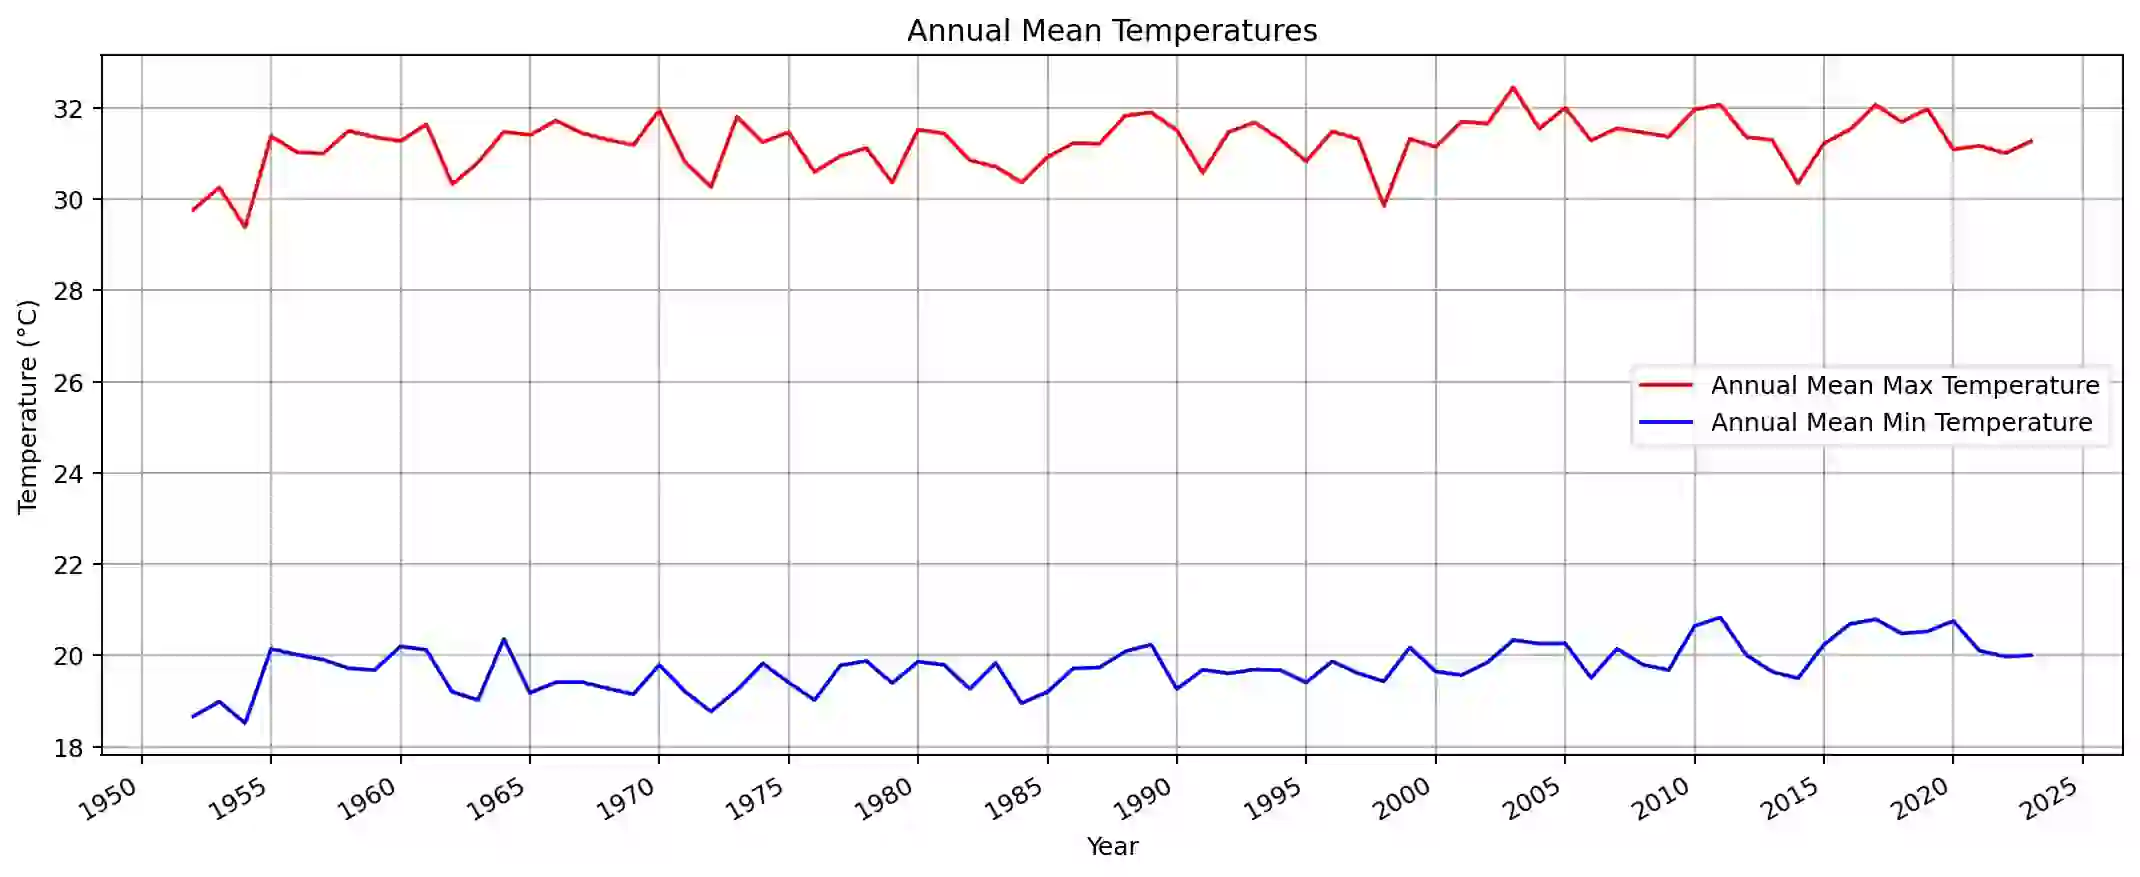 Annual Mean Temperatures
Temperature (°C)
32
30
28
26
24
22
20
18
Annual Mean Max Temperature
Annual Mean Min Temperature
1950 1955 1960 1965 1970 1975 1980 1985 1990 1995 2000 2005 2010 2015 2020 2025
Year